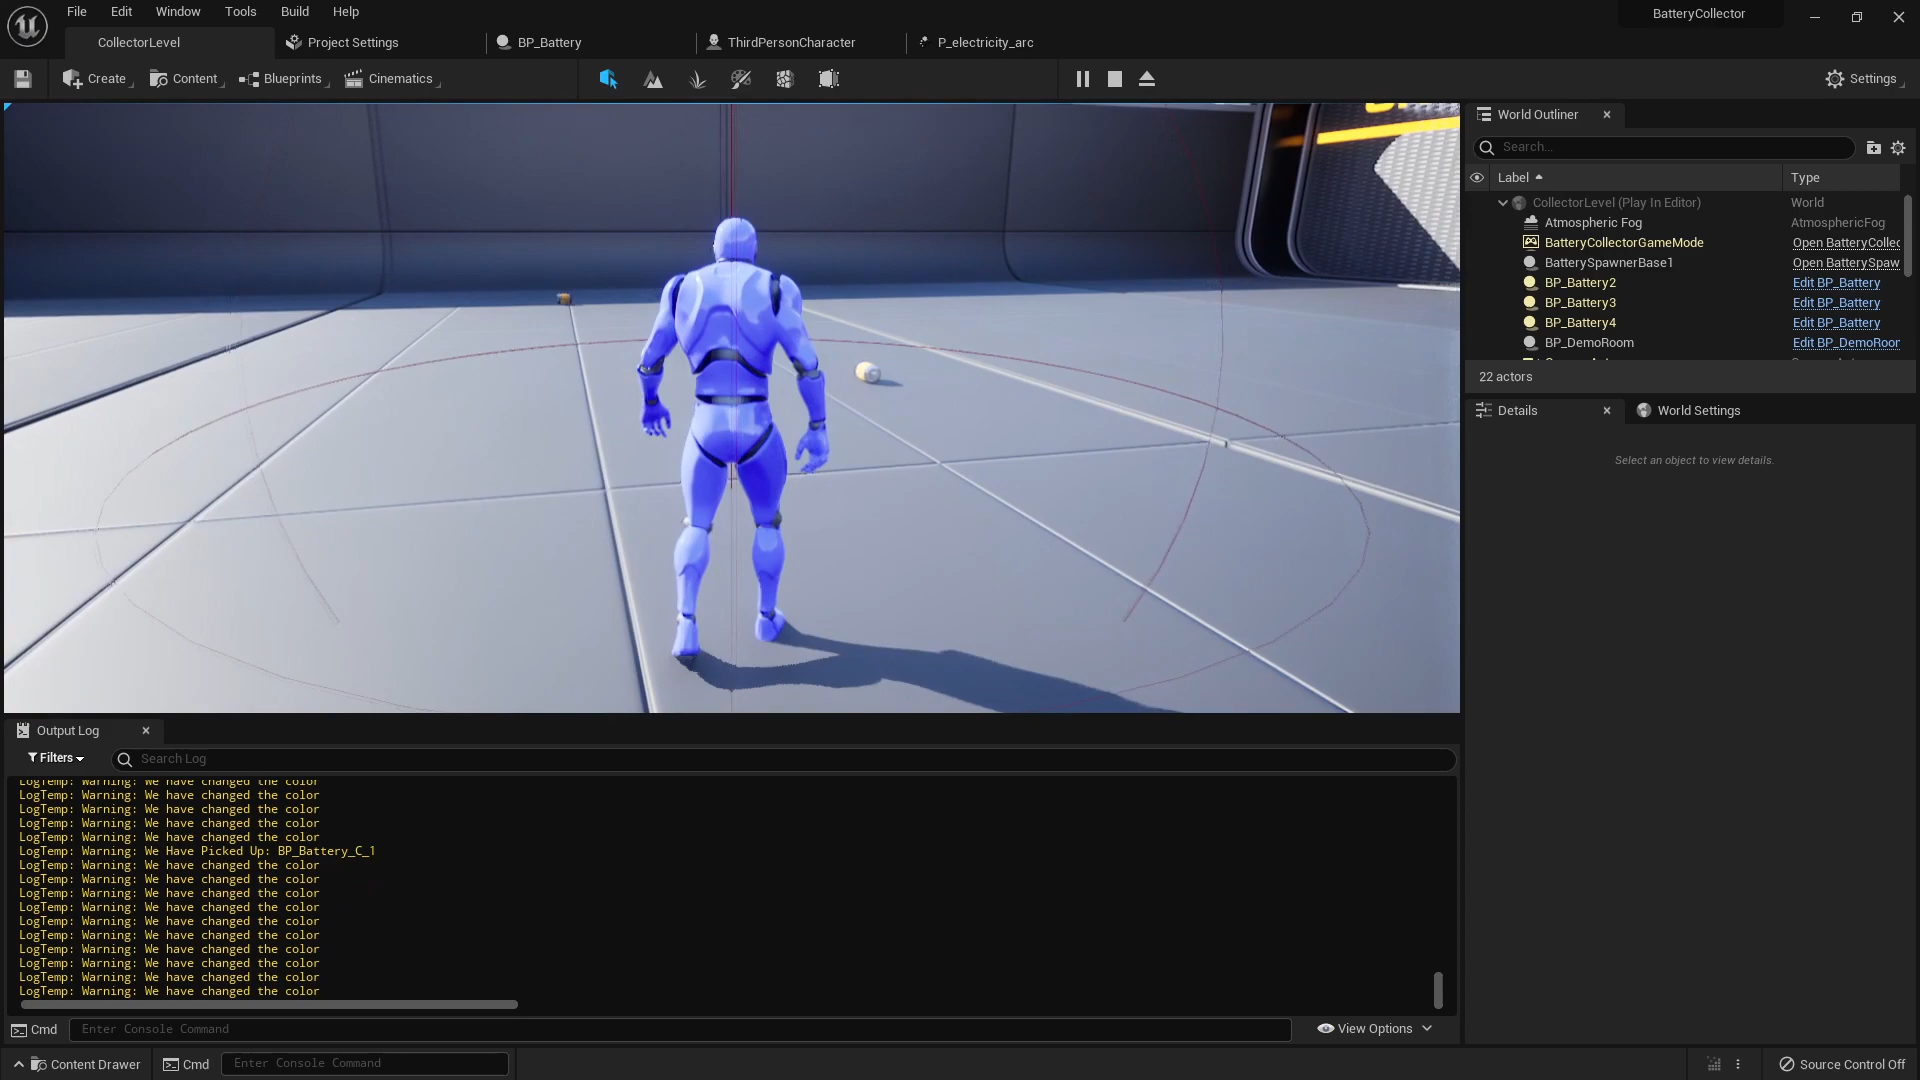 File Edit Window Tools Build Help
BatteryCollector
CollectorLevel
Project Settings
BP_Battery
ThirdPersonCharacter
P_electricity_arc
Create
Content
Blueprints
Cinematics
Settings
World Outliner
Search...
Label
Type
CollectorLevel (Play In Editor) World
Atmospheric Fog AtmosphericFog
BatteryCollectorGameMode Open BatteryCollec
BatterySpawnerBase1 Open BatterySpaw
BP_Battery2 Edit BP_Battery
BP_Battery3 Edit BP_Battery
BP_Battery4 Edit BP_Battery
BP_DemoRoom Edit BP_DemoRoor
22 actors
Details
World Settings
Select an object to view details.
Output Log
Filters
Search Log
LogTemp: Warning: We have changed the color
LogTemp: Warning: We have changed the color
LogTemp: Warning: We have changed the color
LogTemp: Warning: We have changed the color
LogTemp: Warning: We have changed the color
LogTemp: Warning: We Have Picked Up: BP_Battery_C_1
LogTemp: Warning: We have changed the color
LogTemp: Warning: We have changed the color
LogTemp: Warning: We have changed the color
LogTemp: Warning: We have changed the color
LogTemp: Warning: We have changed the color
LogTemp: Warning: We have changed the color
LogTemp: Warning: We have changed the color
LogTemp: Warning: We have changed the color
LogTemp: Warning: We have changed the color
LogTemp: Warning: We have changed the color
Cmd
Enter Console Command
View Options
Content Drawer
Cmd
Enter Console Command
Source Control Off